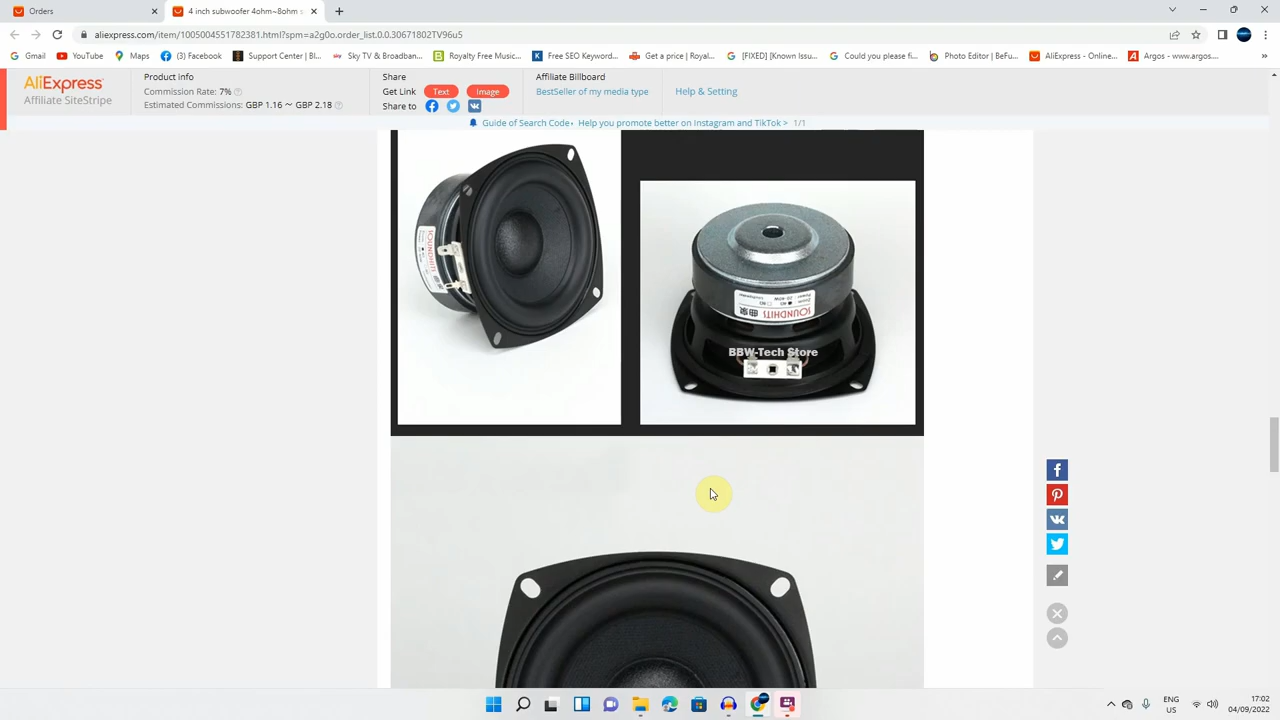 Orders
4 inch subwoofer 4ohm~8ohm s
aliexpress.com/item/1005004551782381.html?spm=a2g0o.order_list.0.0.30671802TV96u5
Gmail YouTube Maps (3) Facebook Support Center | Bl... Sky TV & Broadban... Royalty Free Music... Free SEO Keyword... Get a price | Royal... [FIXED] [Known Issu... Could you please fi... Photo Editor | BeFu... AliExpress - Online... Argos - www.argos...
AliExpress
Affiliate SiteStripe
Product info
Commission Rate: 7%
Estimated Commissions: GBP 1.16 ~ GBP 2.18
Share
Get Link Text Image
Share to
Affiliate Billboard
BestSeller of my media type
Help & Setting
Guide of Search Code Help you promote better on Instagram and TikTok > 1/1
SOUNDHITS
SOUNDHITS
BBW-Tech Store
ENG
US
17:02
04/09/2022